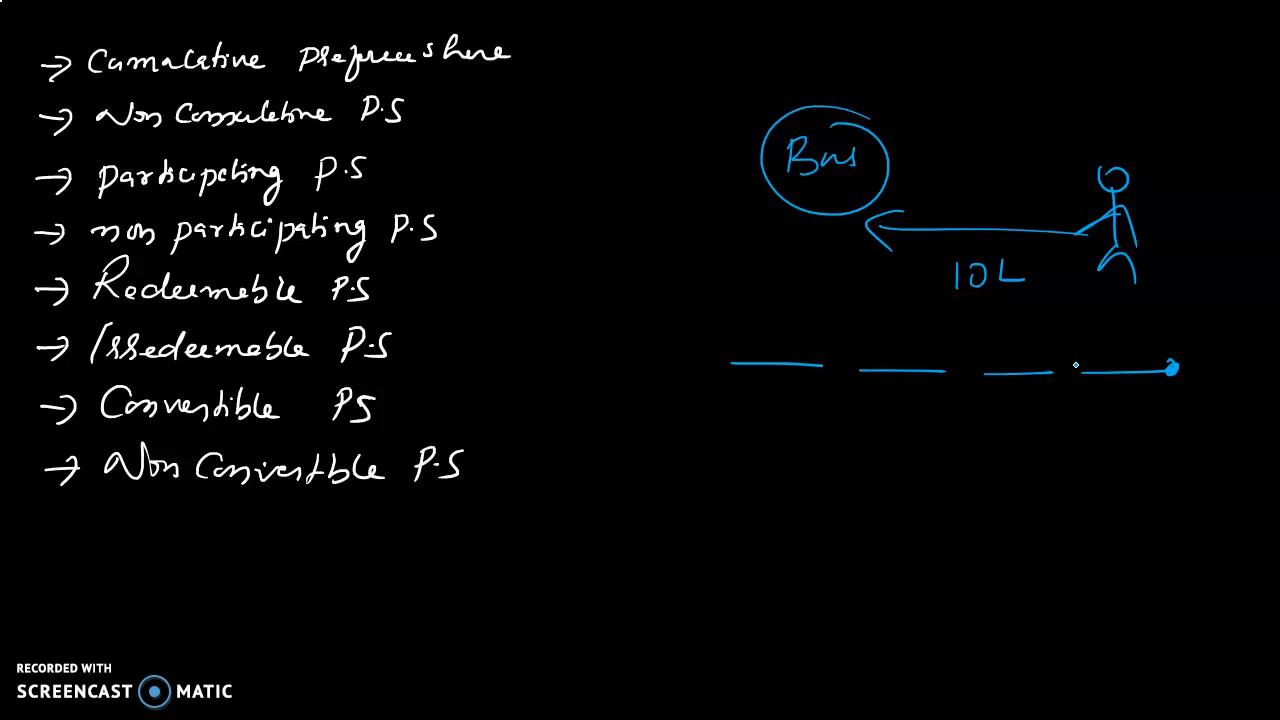 → Cumulative preference share
→ Non Cumulative P.S
→ participating P.S
→ non participating P.S
→ Redeemable P.S
→ Irredeemable P.S
→ Convertible PS
→ Non Convertible P.S
Bus
10L
RECORDED WITH
SCREENCAST MATIC